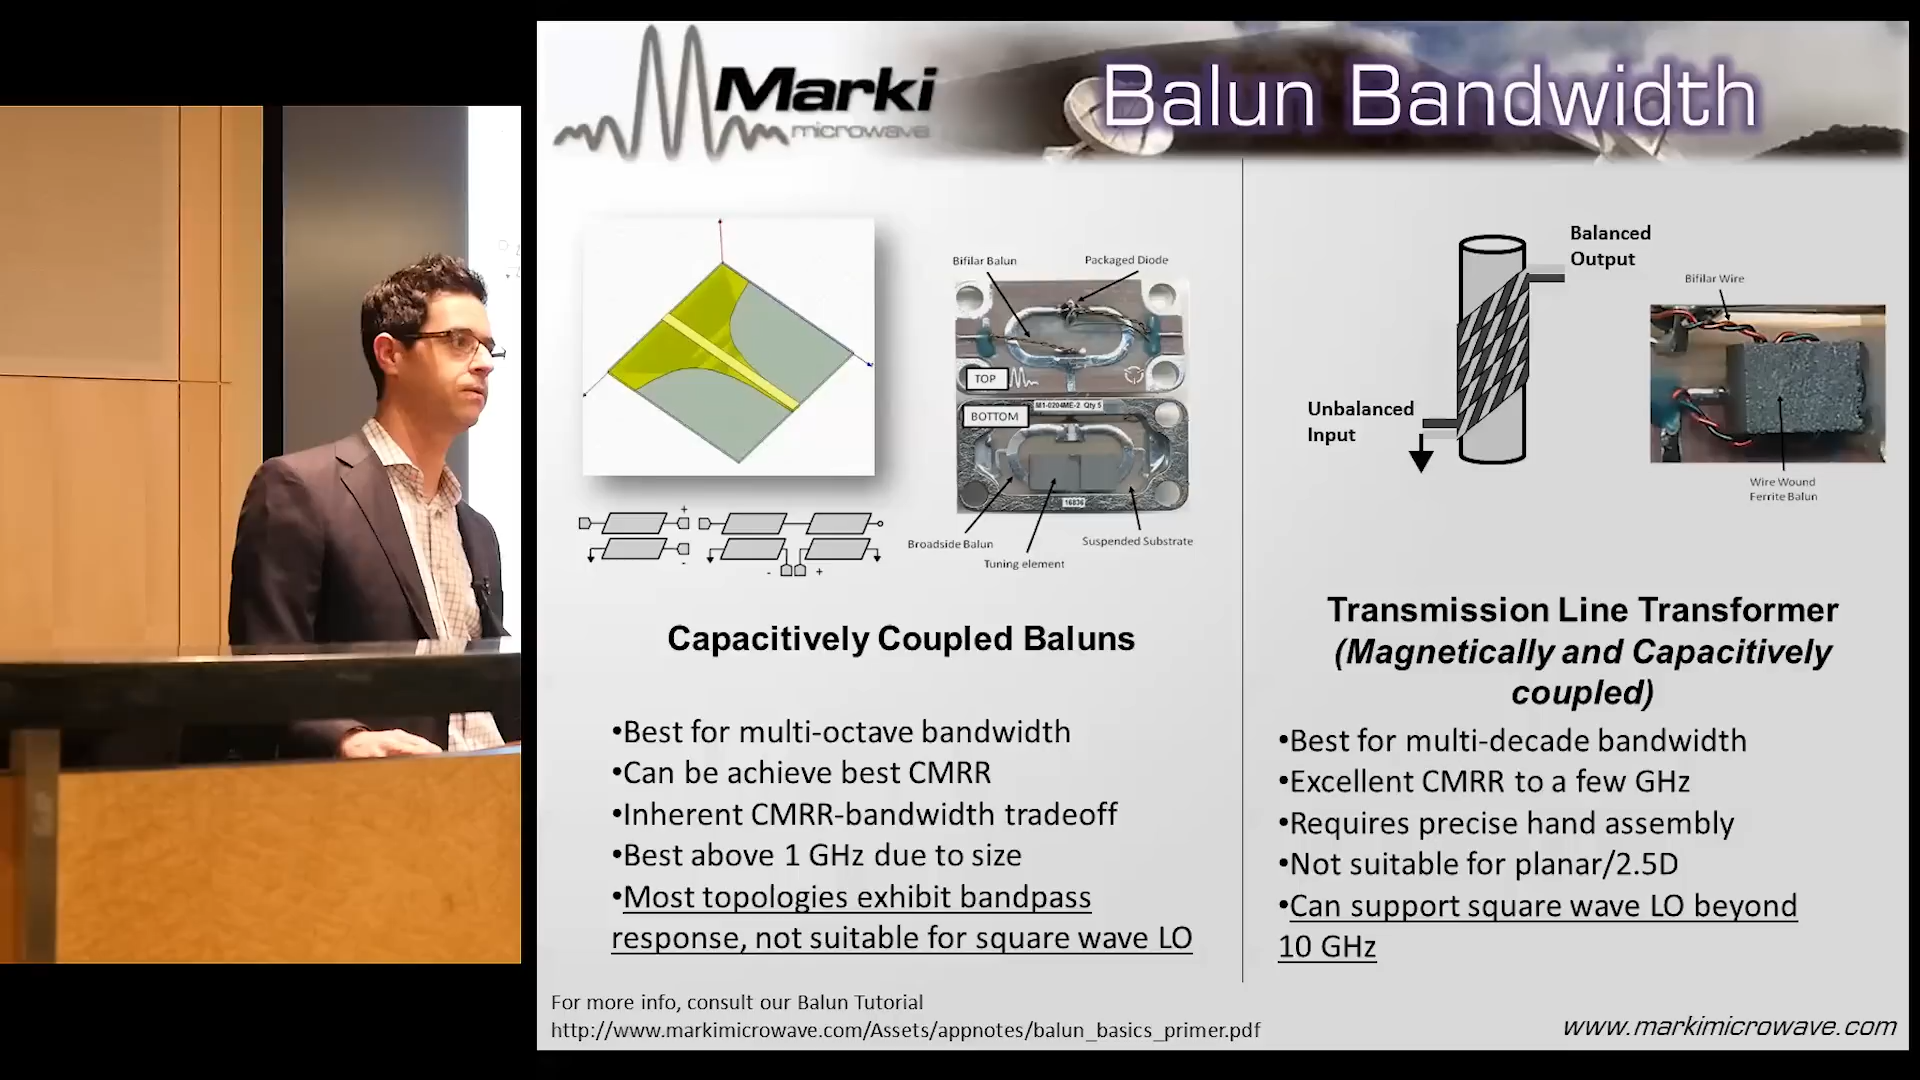 Marki
microwave
Balun Bandwidth
Bifilar Balun
Packaged Diode
TOP
BOTTOM
M1-0204ME-2 Qty 5
16836
Broadside Balun
Tuning element
Suspended Substrate
+
-
-
+
Capacitively Coupled Baluns
•Best for multi-octave bandwidth
•Can be achieve best CMRR
•Inherent CMRR-bandwidth tradeoff
•Best above 1 GHz due to size
•Most topologies exhibit bandpass
response, not suitable for square wave LO
Balanced
Output
Unbalanced
Input
Bifilar Wire
Wire Wound
Ferrite Balun
Transmission Line Transformer
(Magnetically and Capacitively
coupled)
•Best for multi-decade bandwidth
•Excellent CMRR to a few GHz
•Requires precise hand assembly
•Not suitable for planar/2.5D
•Can support square wave LO beyond
10 GHz
For more info, consult our Balun Tutorial
http://www.markimicrowave.com/Assets/appnotes/balun_basics_primer.pdf
www.markimicrowave.com